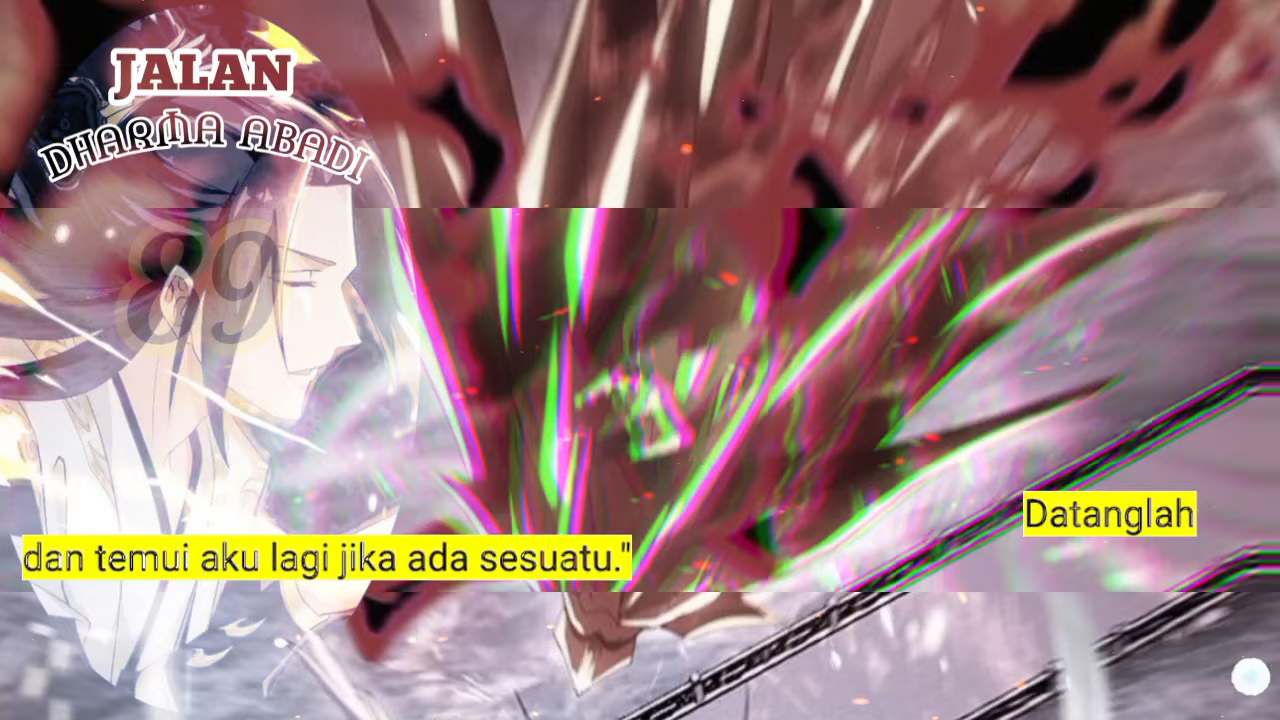 JALAN
DHARMA ABADI
89
Datanglah
dan temui aku lagi jika ada sesuatu."